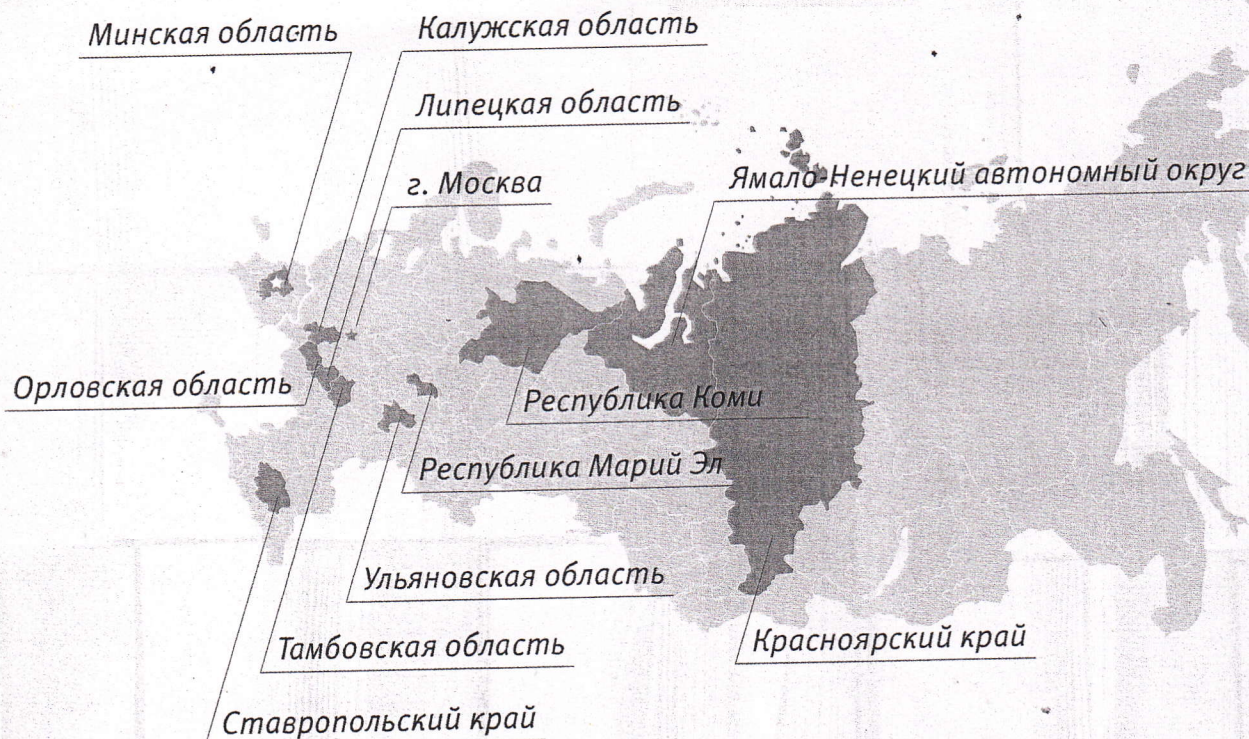 Минская область
Калужская область
Липецкая область
г. Москва
Ямало-Ненецкий автономный округ
Орловская область
Республика Коми
Республика Марий Эл
Ульяновская область
Тамбовская область
Красноярский край
Ставропольский край